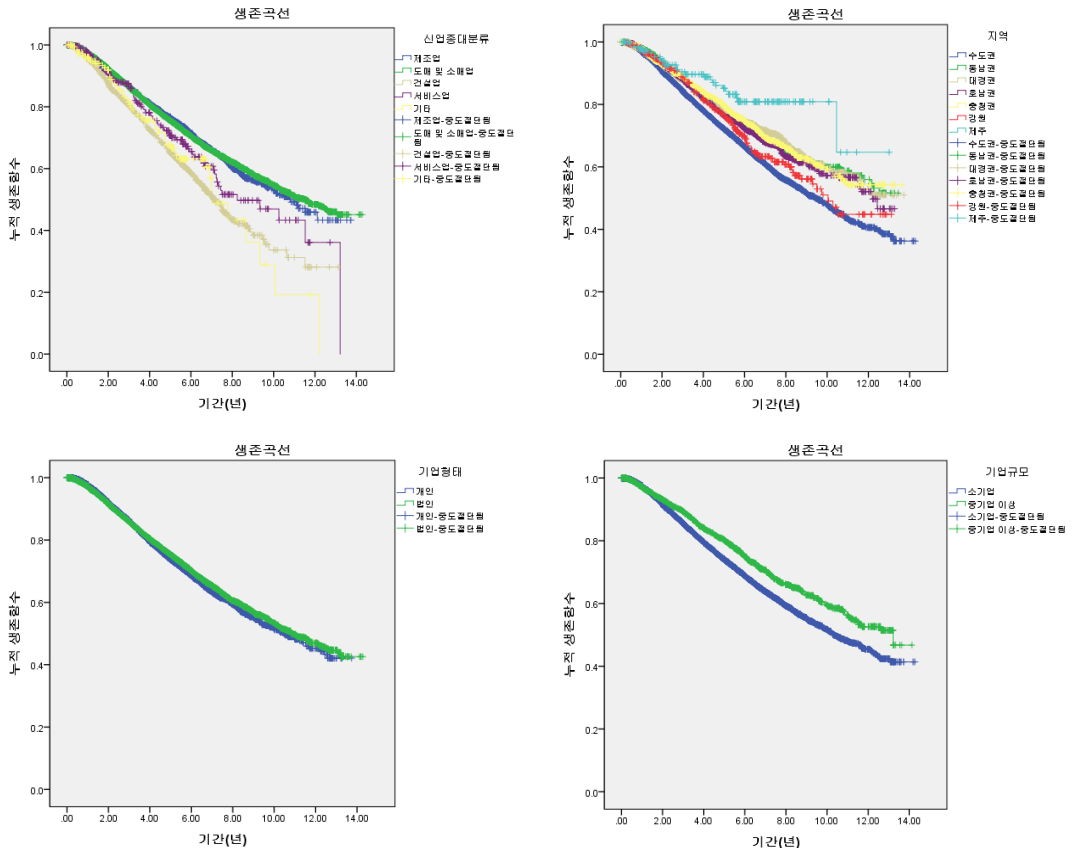 생존곡선
누적 생존함수
1.0
0.8
0.6
0.4
0.2
0.0
.00 2.00 4.00 6.00 8.00 10.00 12.00 14.00
기간(년)
신업종대분류
제조업
도매 및 소매업
건설업
서비스업
기타
제조업-중도절단됨
도매 및 소매업-중도절단
됨
건설업-중도절단됨
서비스업-중도절단됨
기타-중도절단됨
생존곡선
누적 생존함수
1.0
0.8
0.6
0.4
0.2
0.0
.00 2.00 4.00 6.00 8.00 10.00 12.00 14.00
기간(년)
지역
수도권
동남권
대경권
호남권
충청권
강원
제주
수도권-중도절단됨
동남권-중도절단됨
대경권-중도절단됨
호남권-중도절단됨
충청권-중도절단됨
강원-중도절단됨
제주-중도절단됨
생존곡선
누적 생존함수
1.0
0.8
0.6
0.4
0.2
0.0
.00 2.00 4.00 6.00 8.00 10.00 12.00 14.00
기간(년)
기업형태
개인
법인
개인-중도절단됨
법인-중도절단됨
생존곡선
누적 생존함수
1.0
0.8
0.6
0.4
0.2
0.0
.00 2.00 4.00 6.00 8.00 10.00 12.00 14.00
기간(년)
기업규모
소기업
중기업 이상
소기업-중도절단됨
중기업 이상-중도절단됨